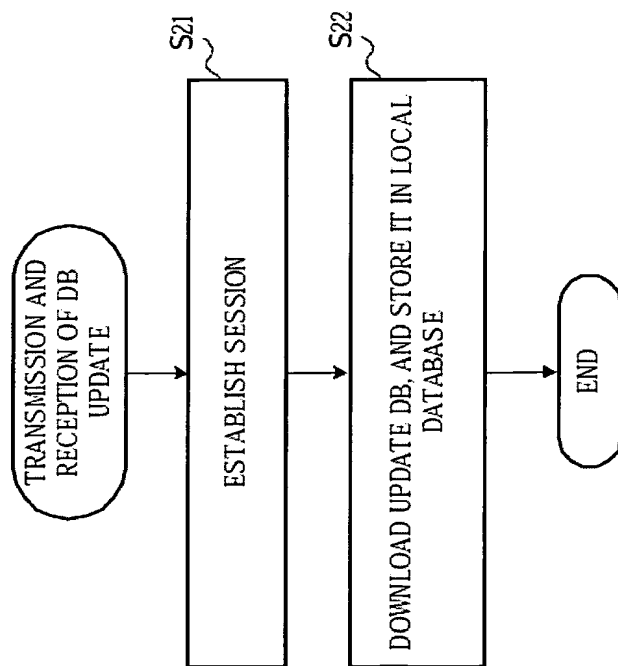 TRANSMISSION AND
RECEPTION OF DB
UPDATE
S21
ESTABLISH SESSION
S22
DOWNLOAD UPDATE DB, AND STORE IT IN LOCAL
DATABASE
END